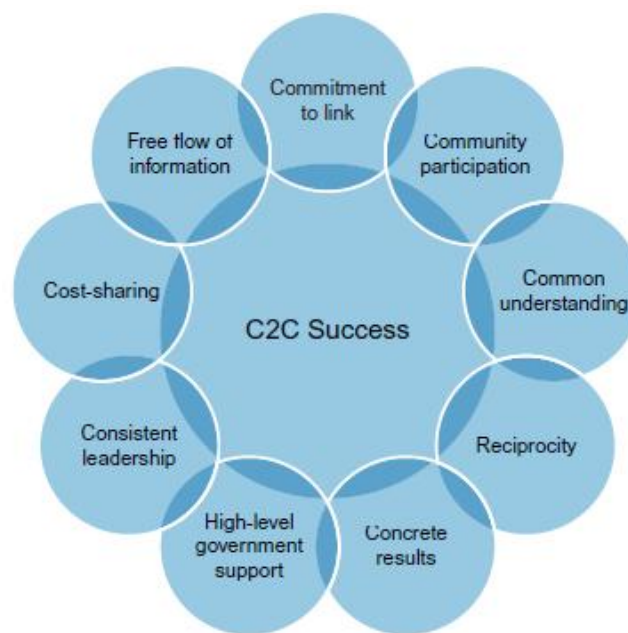 Commitment
to link
Community
participation
Common
understanding
Reciprocity
Concrete
results
High-level
government
support
Consistent
leadership
Cost-sharing
Free flow of
information
C2C Success